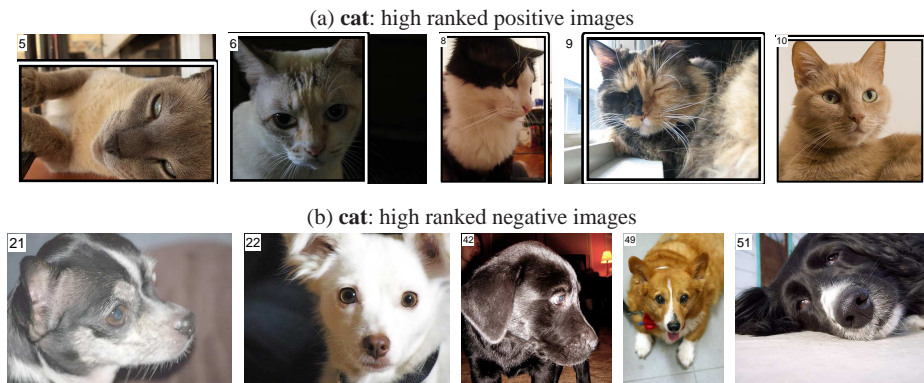 (a) cat: high ranked positive images
5 6 8 9 10
(b) cat: high ranked negative images
21 22 42 49 51